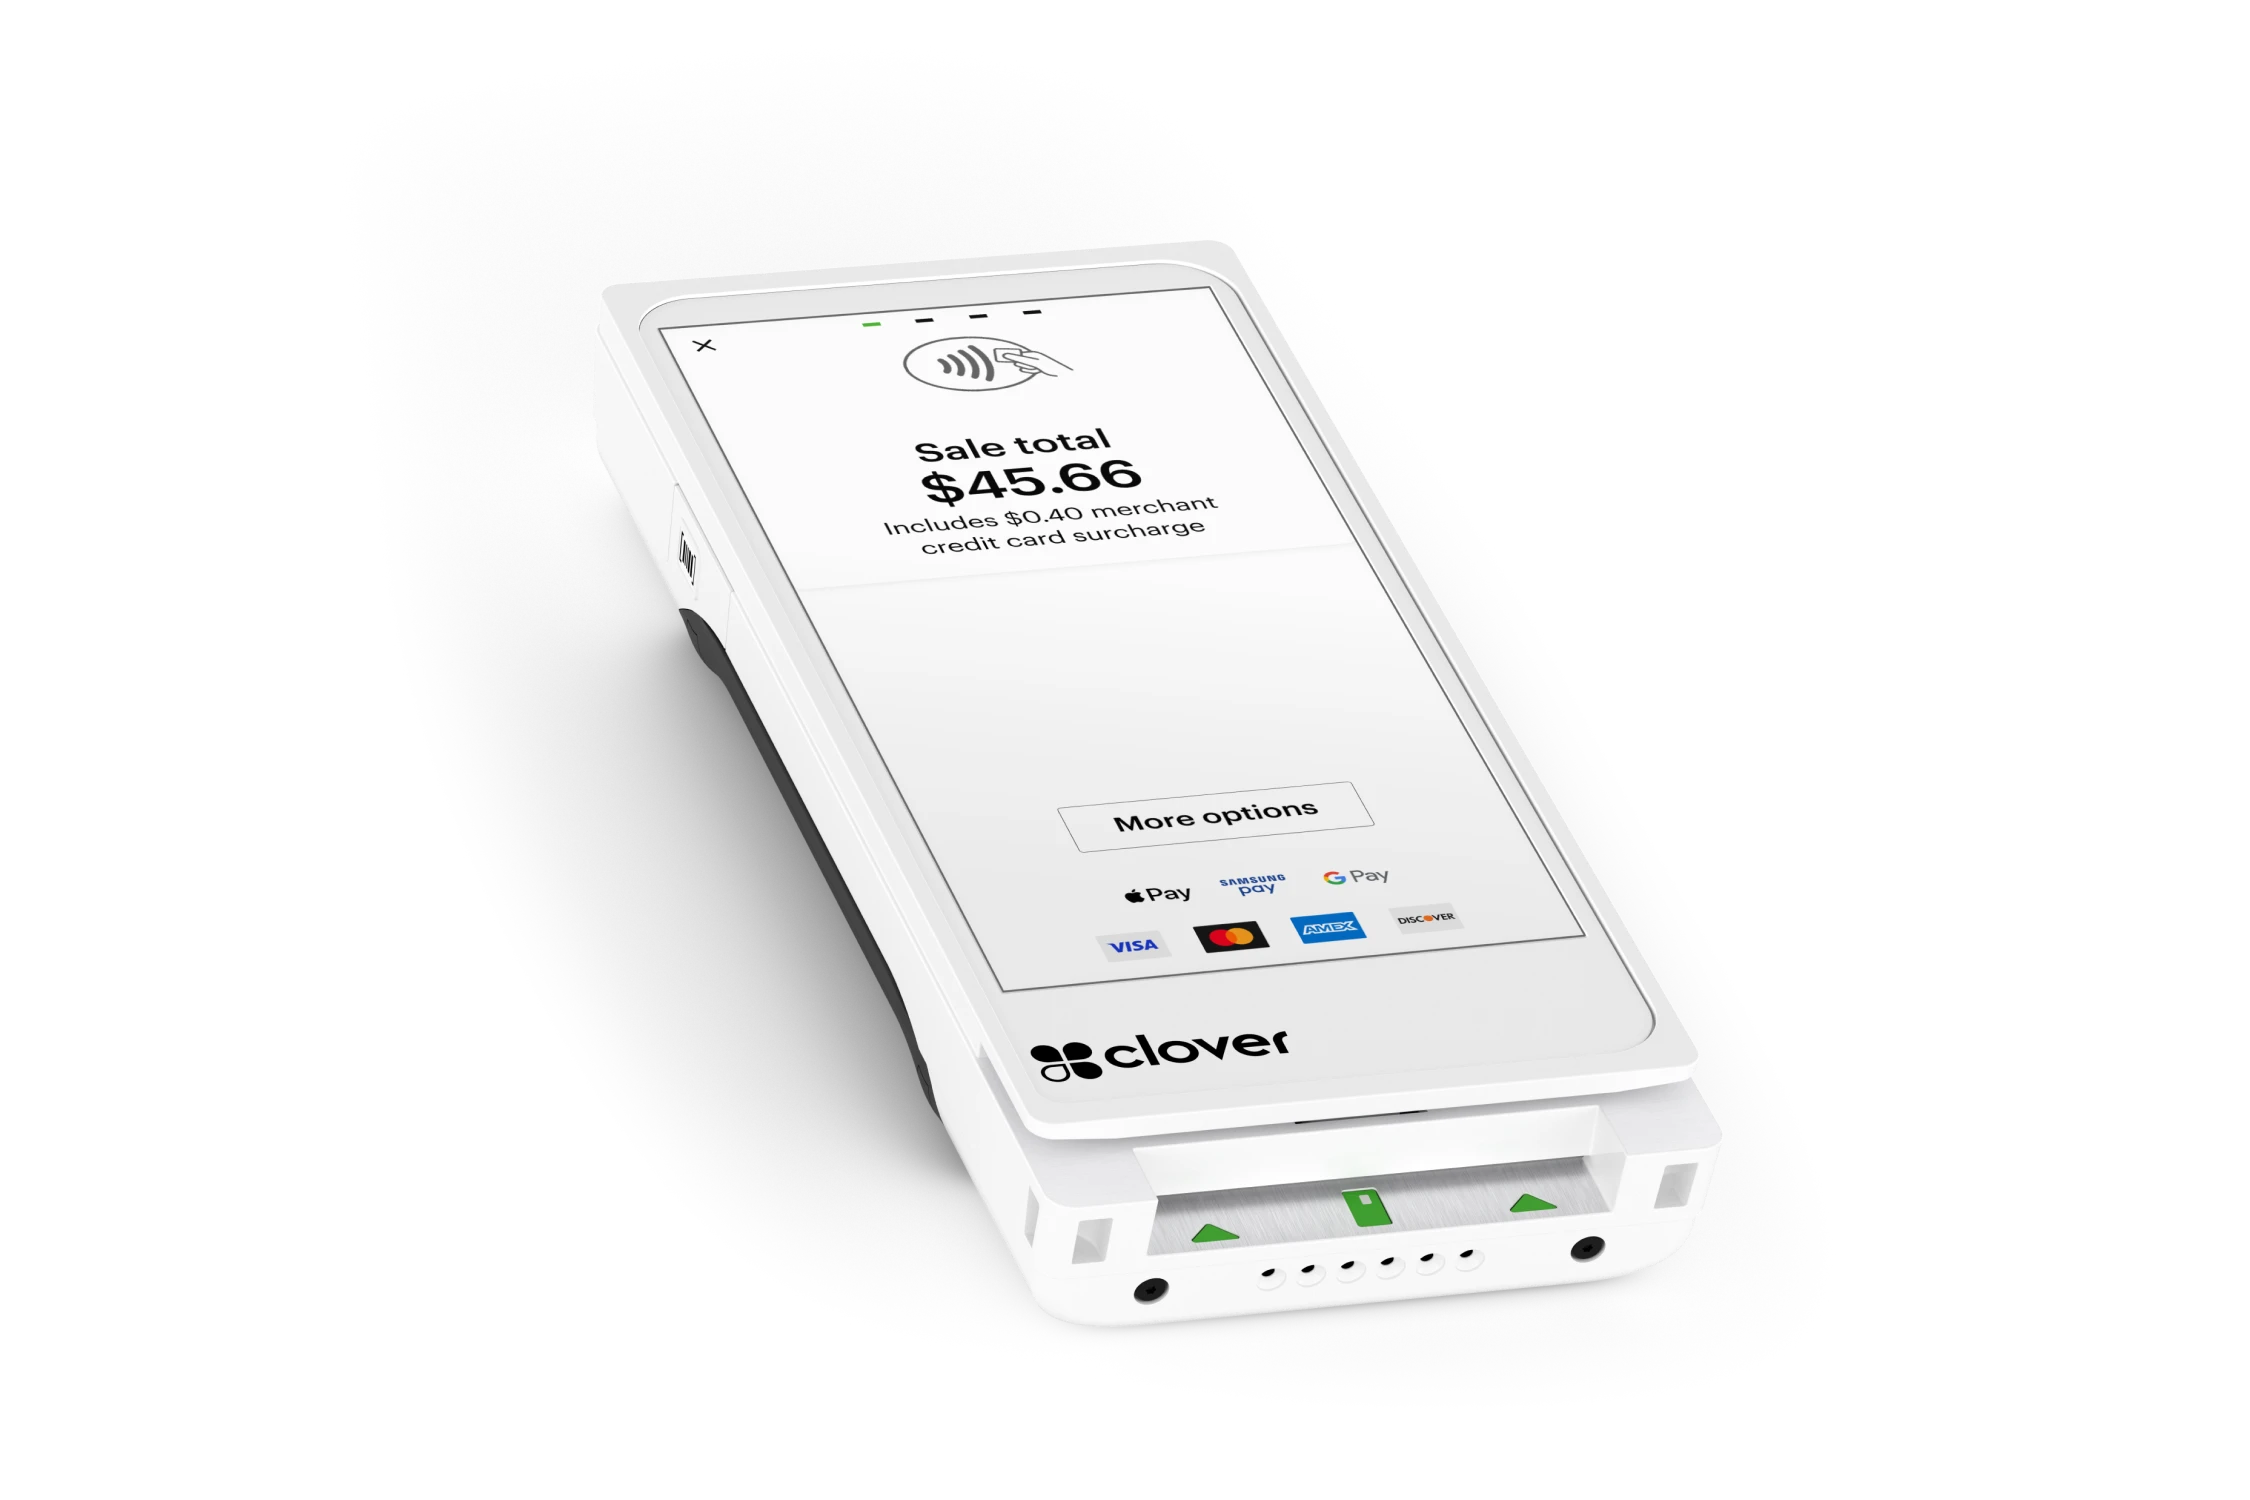 Sale total
$45.66
Includes $0.40 merchant
credit card surcharge
More options
Pay
SAMSUNG
pay
G Pay
VISA
AMEX
DISCOVER
clover